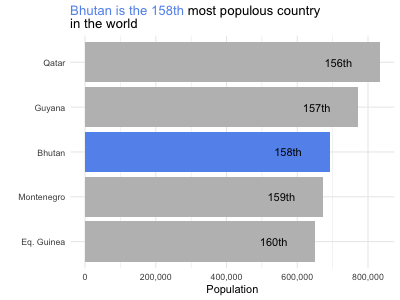 Bhutan is the 158th most populous country
in the world
Qatar 156th
Guyana 157th
Bhutan 158th
Montenegro 159th
Eq. Guinea 160th
0 200,000 400,000 600,000 800,000
Population